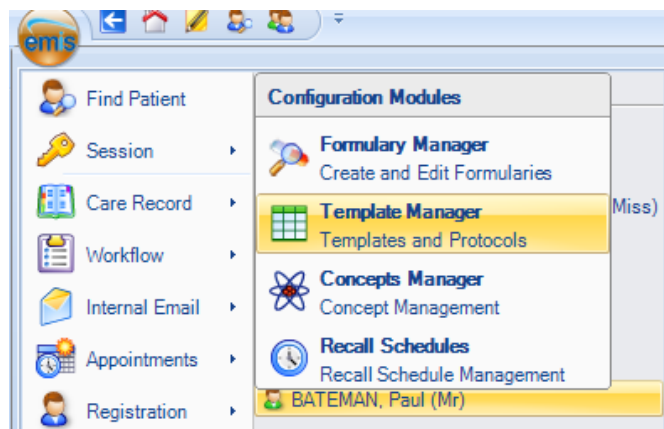 emis
Find Patient
Session
Care Record
Workflow
Internal Email
Appointments
Registration
Configuration Modules
Formulary Manager
Create and Edit Formularies
Template Manager
Templates and Protocols
Concepts Manager
Concept Management
Recall Schedules
Recall Schedule Management
Miss)
BATEMAN, Paul (Mr)